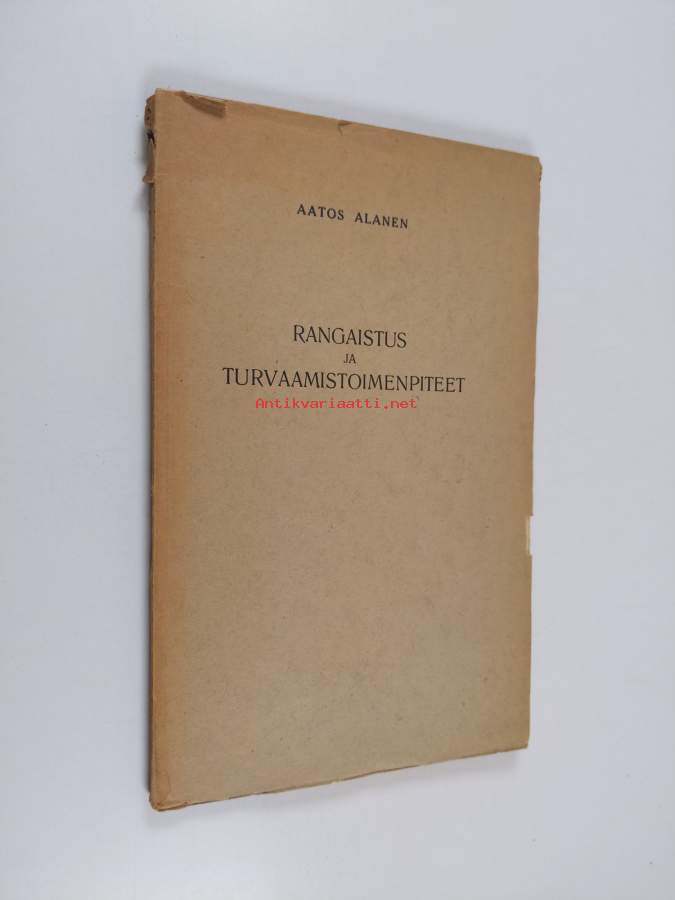 AATOS ALANEN
RANGAISTUS
JA
TURVAAMISTOIMENPITEET
Antikvariaatti.net